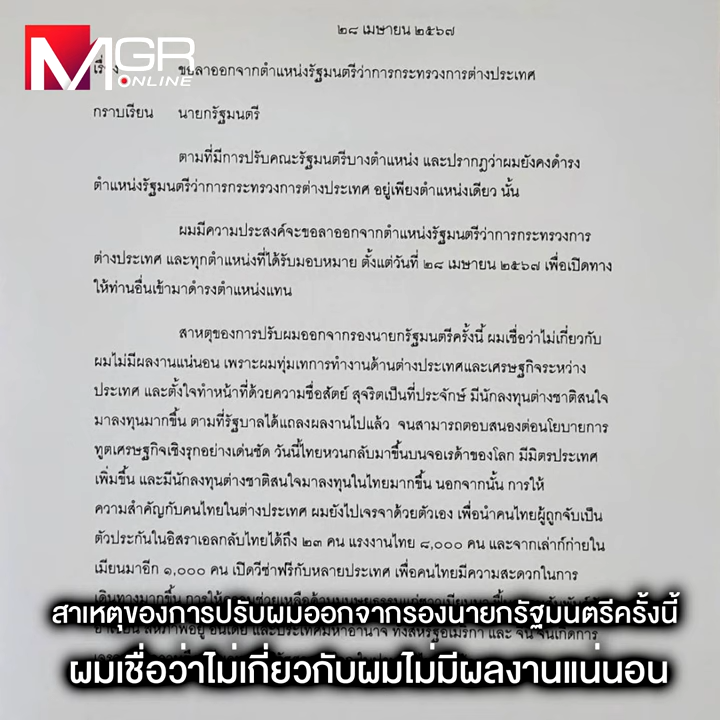 MGR
ONLINE
๒๘ เมษายน ๒๕๖๗
เรื่อง ขอลาออกจากตำแหน่งรัฐมนตรีว่าการกระทรวงการต่างประเทศ
กราบเรียน นายกรัฐมนตรี
ตามที่มีการปรับคณะรัฐมนตรีบางตำแหน่ง และปรากฏว่าผมยังคงดำรง
ตำแหน่งรัฐมนตรีว่าการกระทรวงการต่างประเทศ อยู่เพียงตำแหน่งเดียว นั้น
ผมมีความประสงค์จะขอลาออกจากตำแหน่งรัฐมนตรีว่าการกระทรวงการ
ต่างประเทศ และทุกตำแหน่งที่ได้รับมอบหมาย ตั้งแต่วันที่ ๒๘ เมษายน ๒๕๖๗ เพื่อเปิดทาง
ให้ท่านอื่นเข้ามาดำรงตำแหน่งแทน
สาเหตุของการปรับผมออกจากรองนายกรัฐมนตรีครั้งนี้ ผมเชื่อว่าไม่เกี่ยวกับ
ผมไม่มีผลงานแน่นอน เพราะผมทุ่มเทการทำงานด้านต่างประเทศและเศรษฐกิจระหว่าง
ประเทศ และตั้งใจทำหน้าที่ด้วยความซื่อสัตย์ สุจริตเป็นที่ประจักษ์ มีนักลงทุนต่างชาติสนใจ
มาลงทุนมากขึ้น ตามที่รัฐบาลได้แถลงผลงานไปแล้ว จนสามารถตอบสนองต่อนโยบายการ
ทูตเศรษฐกิจเชิงรุกอย่างเด่นชัด วันนี้ไทยหวนกลับมาขึ้นบนจอเรด้าของโลก มีมิตรประเทศ
เพิ่มขึ้น และมีนักลงทุนต่างชาติสนใจมาลงทุนในไทยมากขึ้น นอกจากนั้น การให้
ความสำคัญกับคนไทยในต่างประเทศ ผมยังไปเจรจาด้วยตัวเอง เพื่อนำคนไทยผู้ถูกจับเป็น
ตัวประกันในอิสราเอลกลับไทยได้ถึง ๒๓ คน แรงงานไทย ๘,๐๐๐ คน และจากเล่าก์ก่ายใน
เมียนมาอีก ๑,๐๐๐ คน เปิดวีซ่าฟรีกับหลายประเทศ เพื่อคนไทยมีความสะดวกในการ
เดินทางมากขึ้น
สาเหตุของการปรับผมออกจากรองนายกรัฐมนตรีครั้งนี้
ผมเชื่อว่าไม่เกี่ยวกับผมไม่มีผลงานแน่นอน